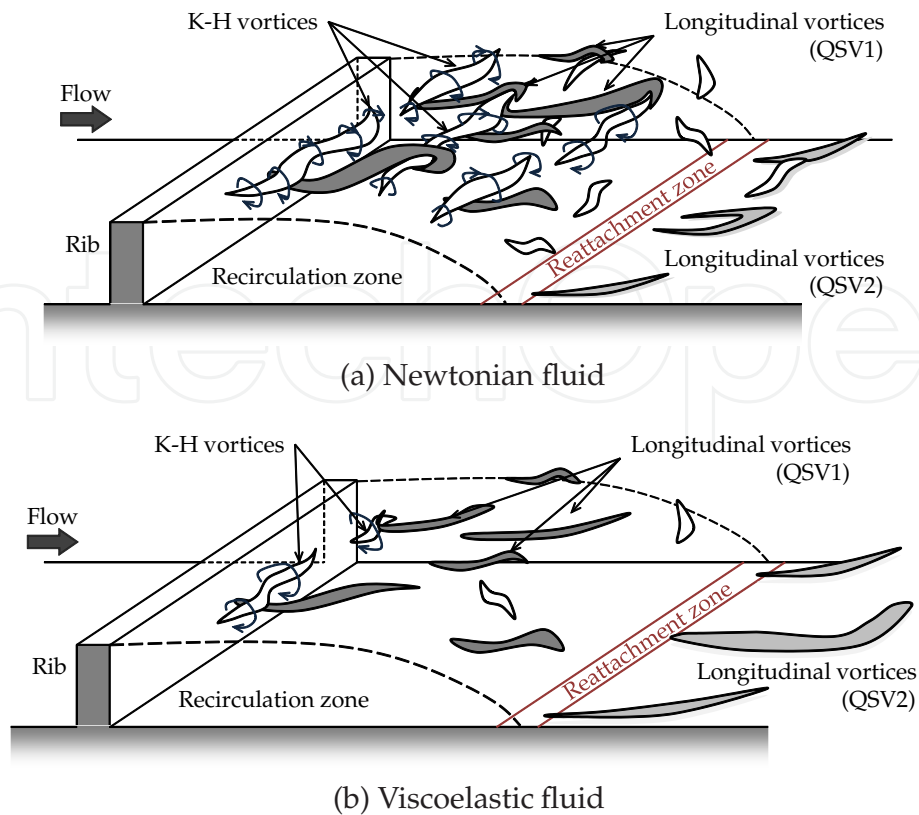 K-H vortices
Longitudinal vortices
(QSV1)
Flow
Reattachment zone
Rib
Recirculation zone
Longitudinal vortices
(QSV2)
(a) Newtonian fluid
K-H vortices
Longitudinal vortices
(QSV1)
Flow
Reattachment zone
Rib
Recirculation zone
Longitudinal vortices
(QSV2)
(b) Viscoelastic fluid
ntechope